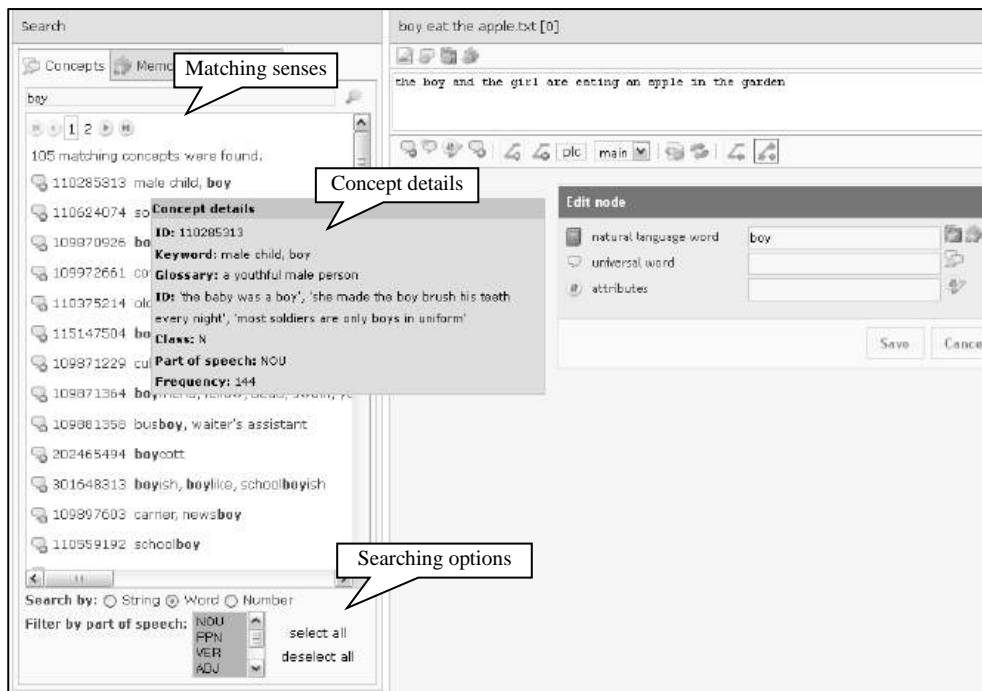 Search
Concepts Memo
Matching senses
boy
1 2
105 matching concepts were found.
110285313 male child, boy
110624074 so
109870926 bo
109972661 co
110375214 old
115147504 bo
109871229 cu
109871364 boy
109881358 busboy, waiter's assistant
202465494 boycott
301648313 boyish, boylike, schoolboyish
109897603 carrier, newsboy
110559192 schoolboy
Concept details
Concept details
ID: 110285313
Keyword: male child, boy
Glossary: a youthful male person
ID: 'the baby was a boy', 'she made the boy brush his teeth
every night', 'most soldiers are only boys in uniform'
Class: N
Part of speech: NOU
Frequency: 144
Searching options
Search by: String Word Number
Filter by part of speech:
NOU
PPN
VER
ADJ
select all
deselect all
boy eat the apple.txt [0]
the boy and the girl are eating an apple in the garden
plc main
Edit node
natural language word boy
universal word
attributes
Save Cance